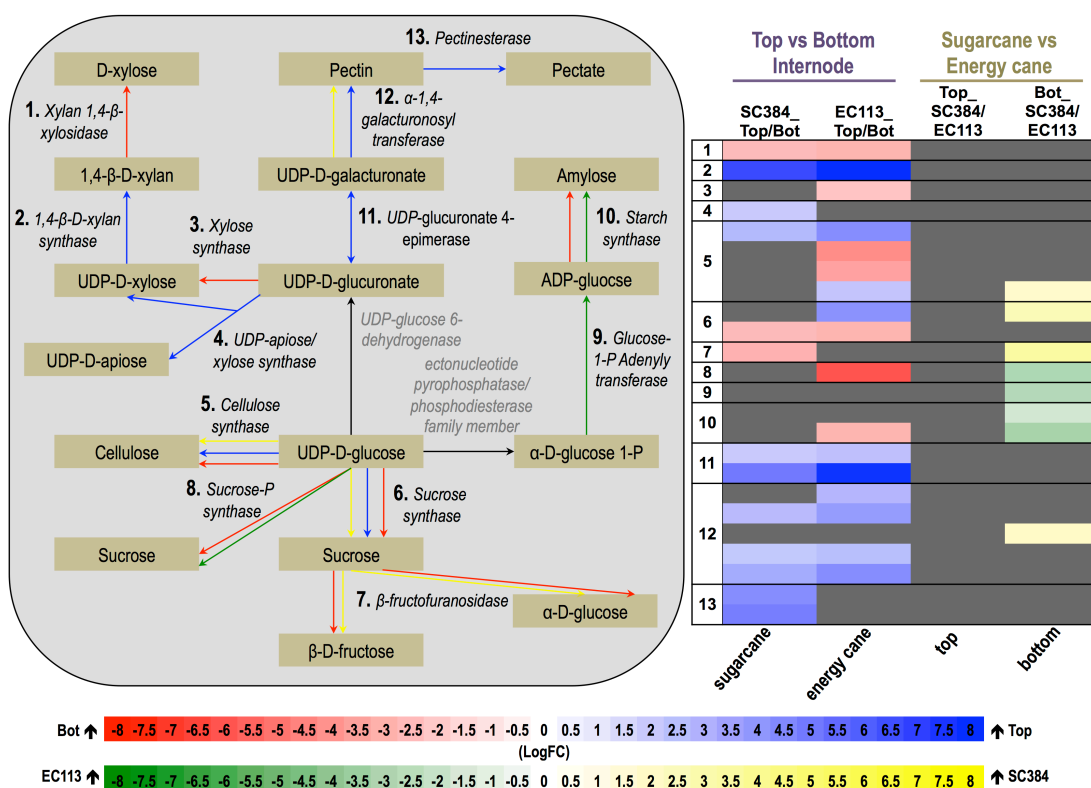 13. Pectinesterase
D-xylose
Pectin
Pectate
1. Xylan 1,4-β-
xylosidase
12. α-1,4-
galacturonosyl
transferase
1,4-β-D-xylan
UDP-D-galacturonate
Amylose
2. 1,4-β-D-xylan
synthase
3. Xylose
synthase
11. UDP-glucuronate 4-
epimerase
10. Starch
synthase
UDP-D-xylose
UDP-D-glucuronate
ADP-glucose
UDP-D-apiose
4. UDP-apiose/
xylose synthase
UDP-glucose 6-
dehydrogenase
9. Glucose-
1-P Adenyly
transferase
ectonucleotide
pyrophosphatase/
phosphodiesterase
family member
5. Cellulose
synthase
Cellulose
UDP-D-glucose
α-D-glucose 1-P
8. Sucrose-P
synthase
6. Sucrose
synthase
Sucrose
Sucrose
7. β-fructofuranosidase
α-D-glucose
β-D-fructose
Top vs Bottom
Internode
Sugarcane vs
Energy cane
SC384_
Top/Bot
EC113_
Top/Bot
Top_
SC384/
EC113
Bot_
SC384/
EC113
1
2
3
4
5
6
7
8
9
10
11
12
13
sugarcane
energy cane
top
bottom
Bot -8 -7.5 -7 -6.5 -6 -5.5 -5 -4.5 -4 -3.5 -3 -2.5 -2 -1.5 -1 -0.5 0 0.5 1 1.5 2 2.5 3 3.5 4 4.5 5 5.5 6 6.5 7 7.5 8 Top
(LogFC)
EC113 -8 -7.5 -7 -6.5 -6 -5.5 -5 -4.5 -4 -3.5 -3 -2.5 -2 -1.5 -1 -0.5 0 0.5 1 1.5 2 2.5 3 3.5 4 4.5 5 5.5 6 6.5 7 7.5 8 SC384